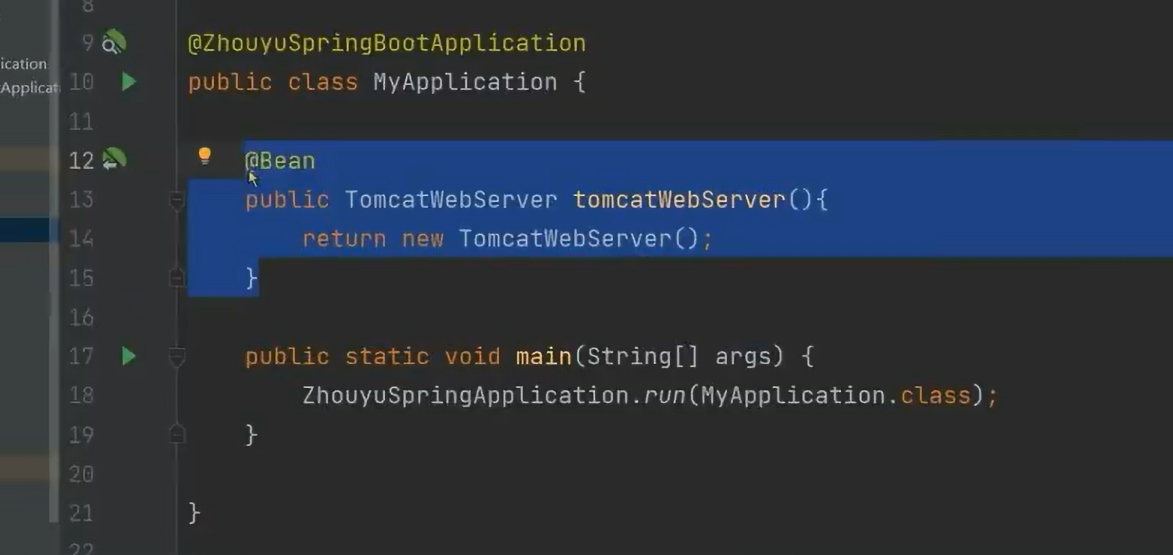 8
9 @ZhouyuSpringBootApplication
ication
10 public class MyApplication {
Applicat
11
12 @Bean
13 public TomcatWebServer tomcatWebServer(){
14 return new TomcatWebServer();
15 }
16
17 public static void main(String[] args) {
18 ZhouyuSpringApplication.run(MyApplication.class);
19 }
20
21 }
22